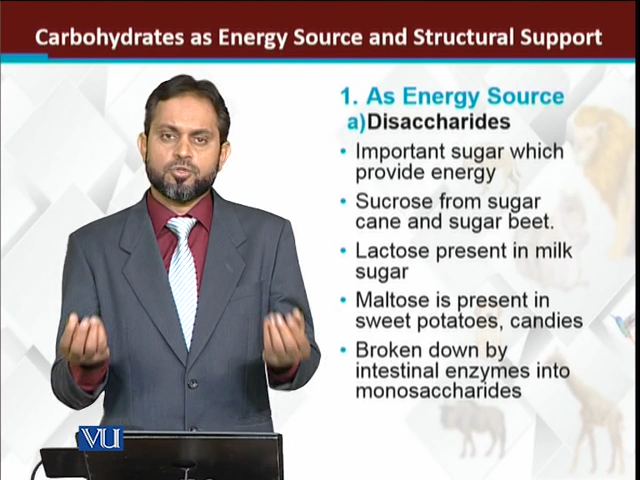 Carbohydrates as Energy Source and Structural Support
1. As Energy Source
a)Disaccharides
• Important sugar which
provide energy
• Sucrose from sugar
cane and sugar beet.
• Lactose present in milk
sugar
• Maltose is present in
sweet potatoes, candies
• Broken down by
intestinal enzymes into
monosaccharides
VU